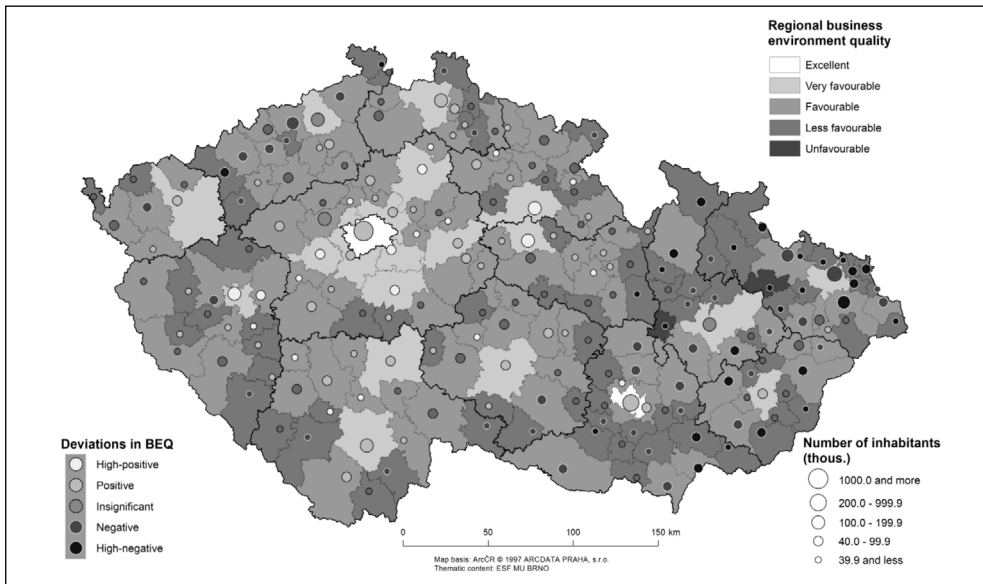 Regional business
environment quality
Excellent
Very favourable
Favourable
Less favourable
Unfavourable
Deviations in BEQ
High-positive
Positive
Insignificant
Negative
High-negative
Number of inhabitants
(thous.)
1000.0 and more
200.0 - 999.9
100.0 - 199.9
40.0 - 99.9
39.9 and less
0 50 100 150 km
Map basis: ArcČR © 1997 ARCDATA PRAHA, s.r.o.
Thematic content: ESF MU BRNO